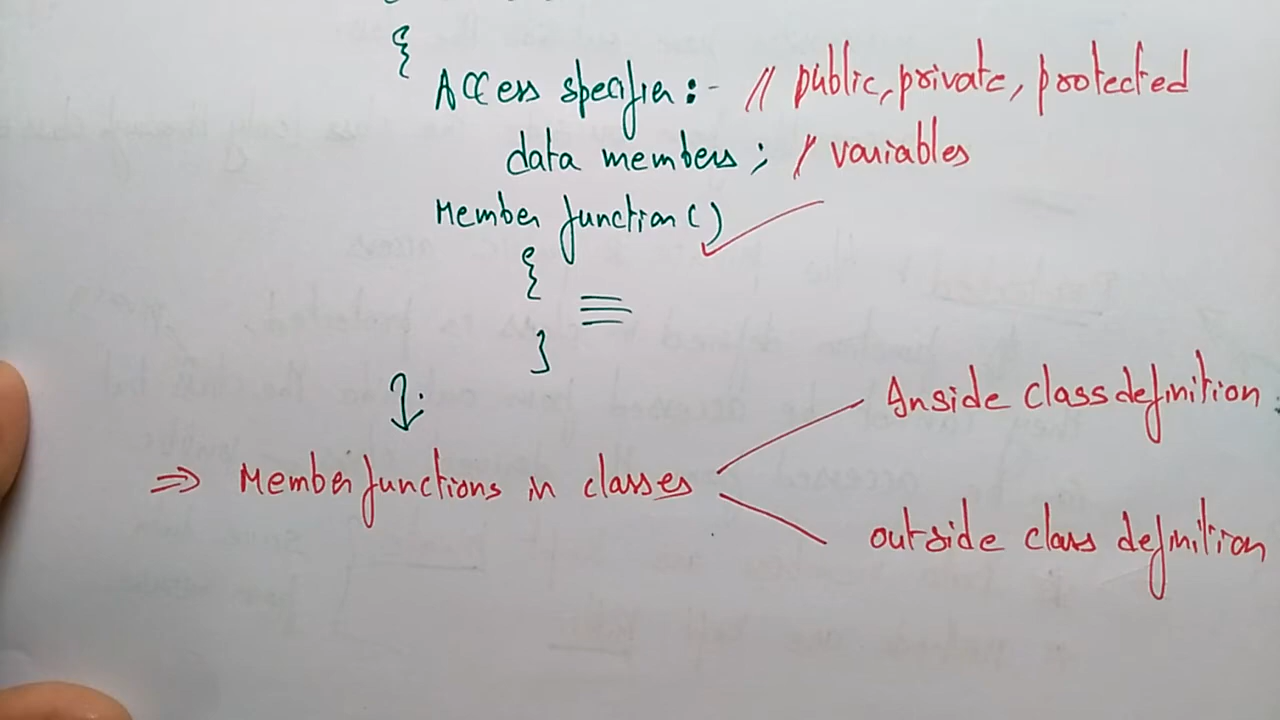 {
Access specifier :- // public, private, protected
data members ; / variables
Member function ( )
{
}
⇒ Member functions in classes
Inside class definition
outside class definition